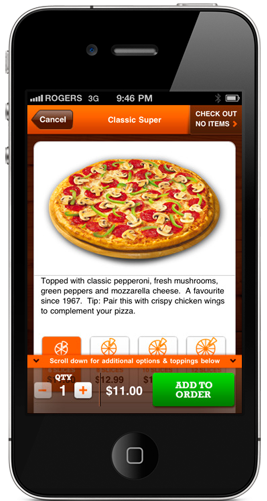 ROGERS 3G 9:46 PM
Cancel
Classic Super
CHECK OUT
NO ITEMS >
Topped with classic pepperoni, fresh mushrooms,
green peppers and mozzarella cheese. A favourite
since 1967. Tip: Pair this with crispy chicken wings
to complement your pizza.
Scroll down for additional options & toppings below
$12.99
QTY
- 1 +
$11.00
ADD TO
ORDER